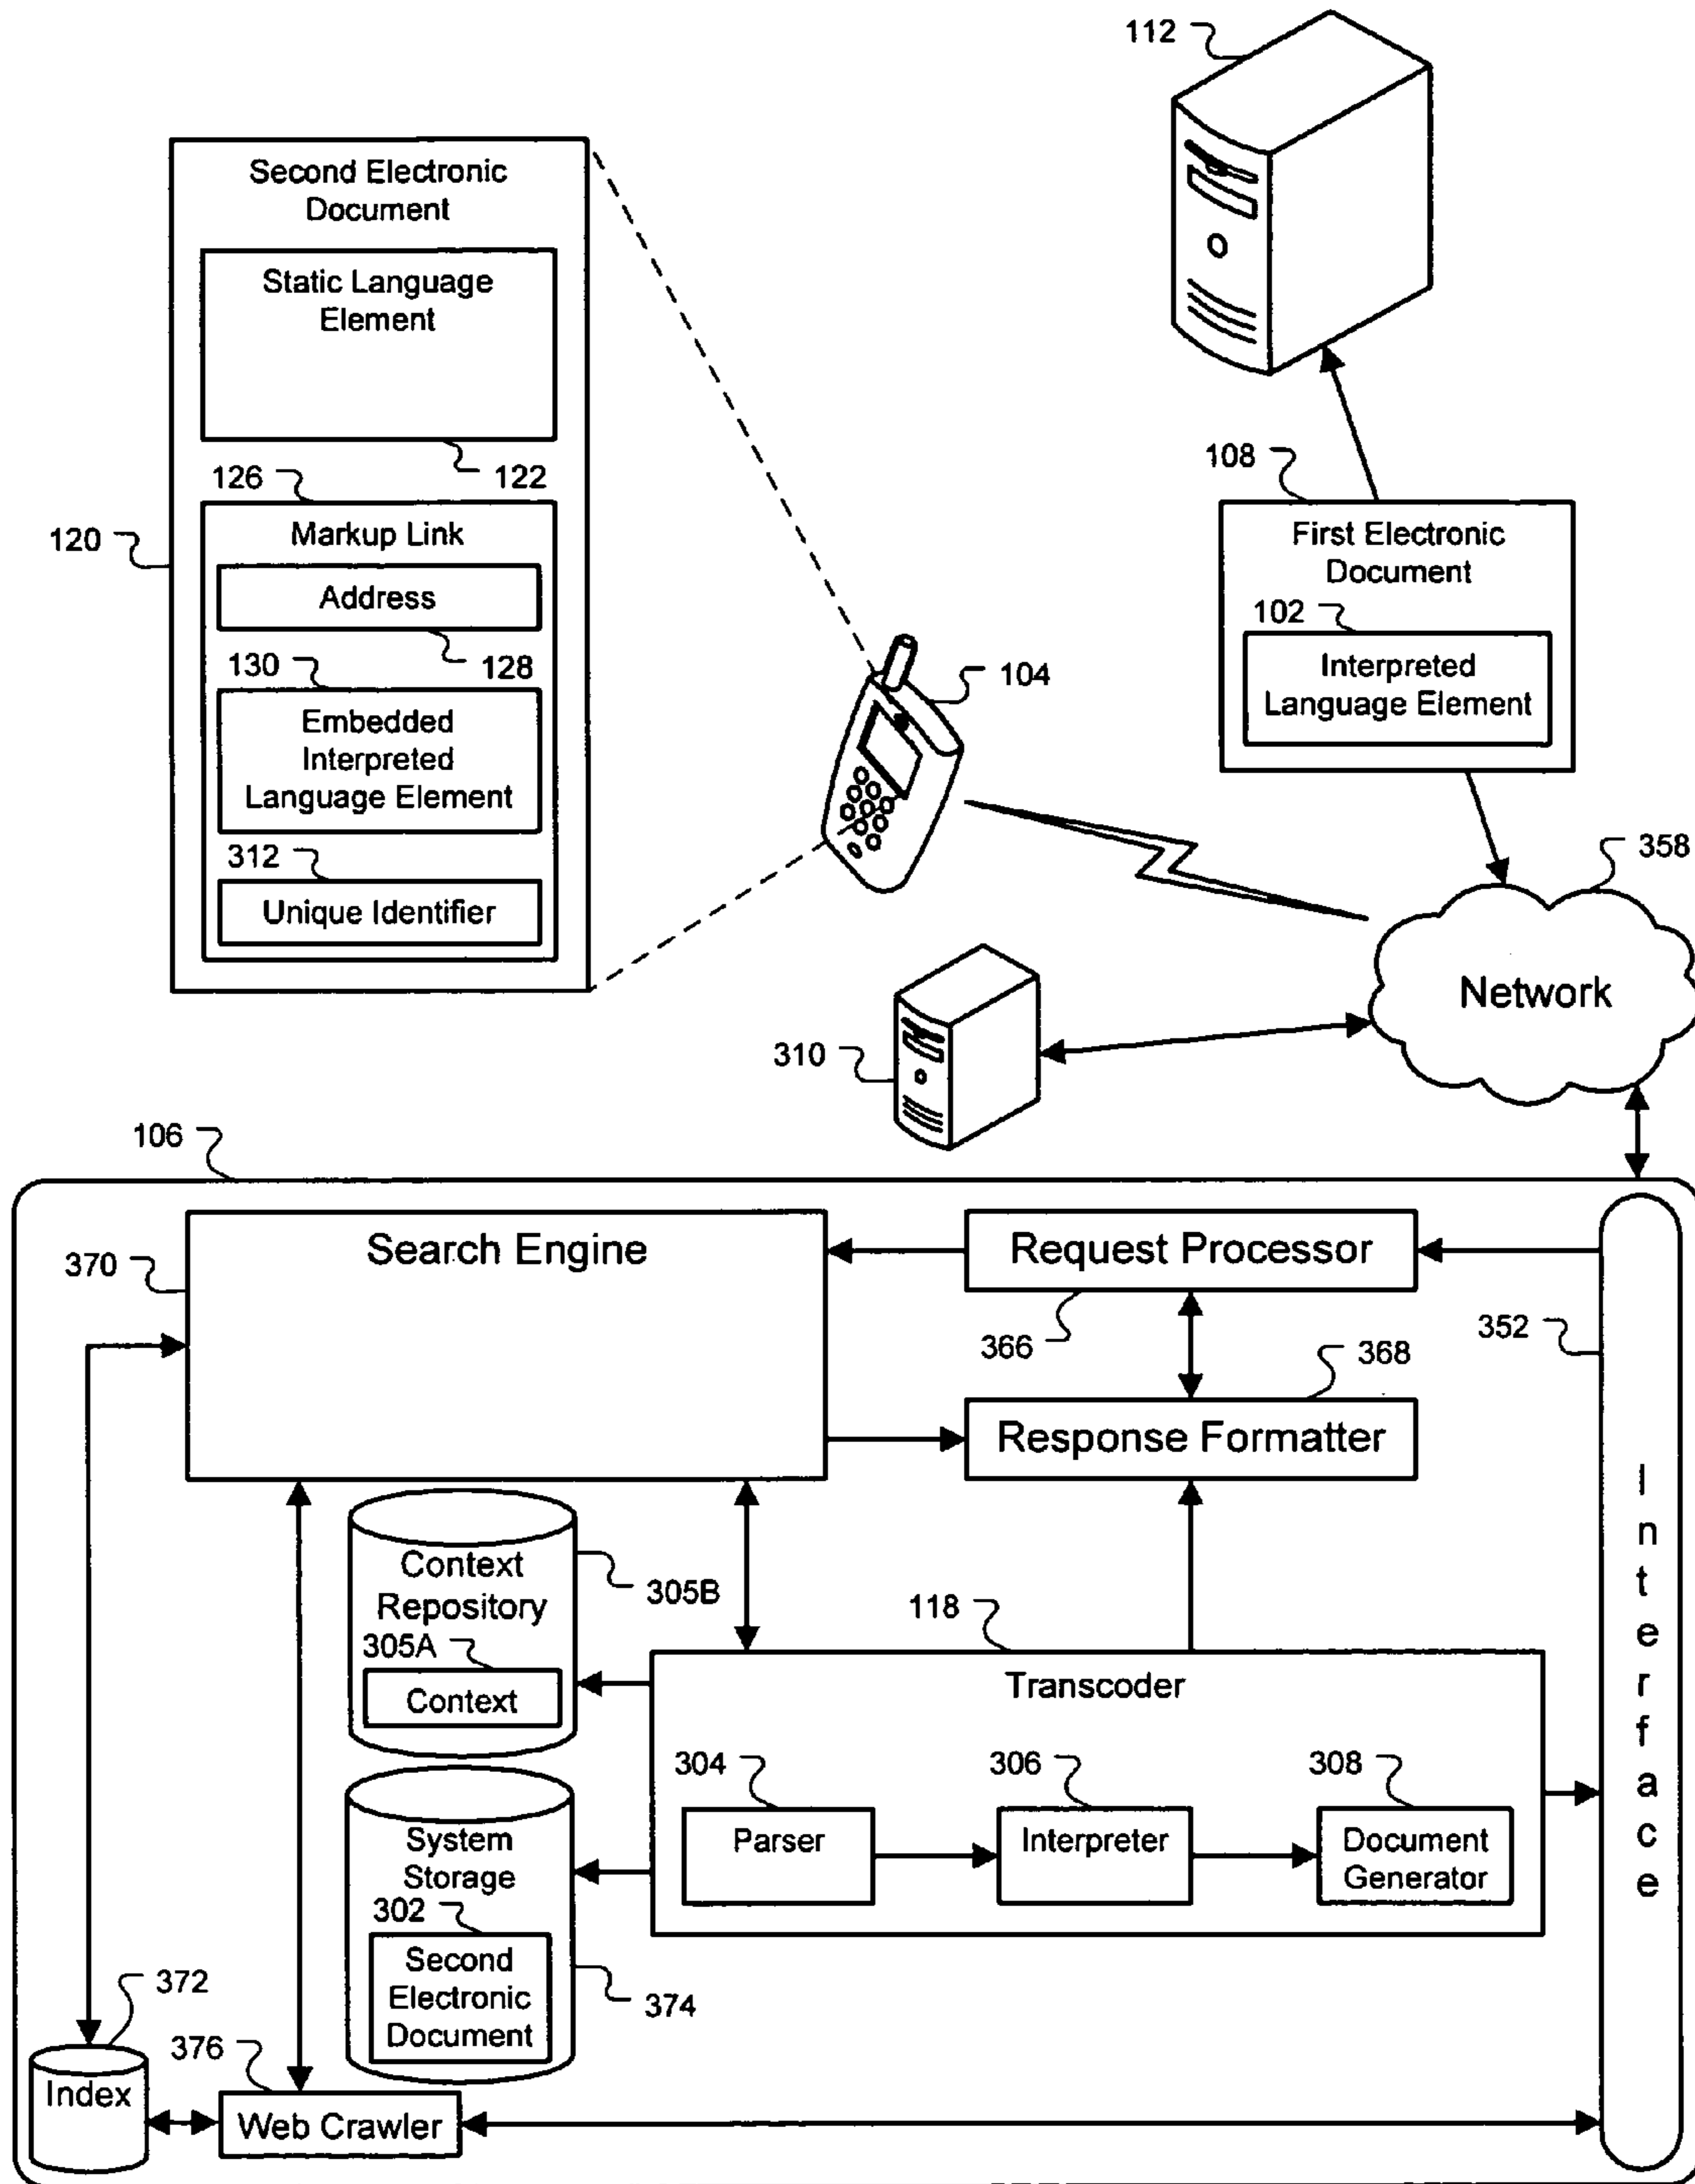 112
Second Electronic
Document
Static Language
Element
122
126
108
120
Markup Link
First Electronic
Document
Address
102
128
130
104
Interpreted
Language Element
Embedded
Interpreted
Language Element
312
358
Unique Identifier
Network
310
106
Search Engine
Request Processor
370
366
352
368
Response Formatter
Interface
Context
Repository
305B
305A
118
Context
Transcoder
304
306
308
Parser
Interpreter
Document
Generator
System
Storage
302
Second
Electronic
Document
372
374
376
Index
Web Crawler